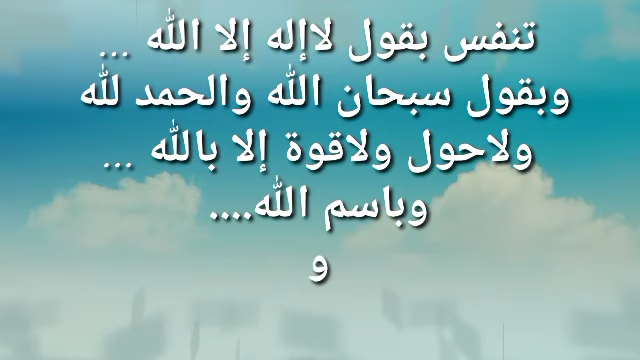 تنفس بقول لاإله إلا الله ...
وبقول سبحان الله والحمد لله
ولاحول ولاقوة إلا بالله ...
وباسم الله....
و